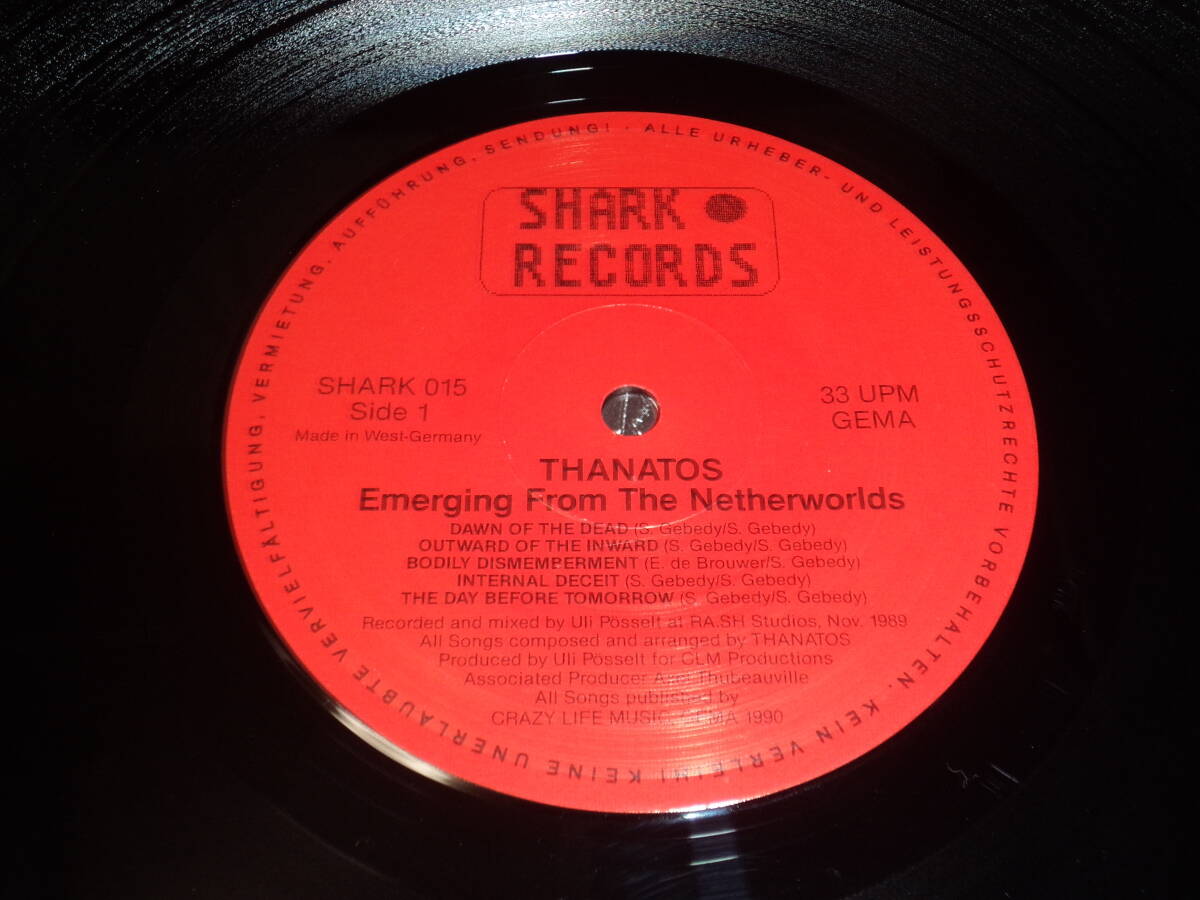 SHARK
RECORDS
SHARK 015
Side 1
Made in West-Germany
33 UPM
GEMA
THANATOS
Emerging From The Netherworlds
DAWN OF THE DEAD (S. Gebedy/S. Gebedy)
OUTWARD OF THE INWARD (S. Gebedy/S. Gebedy)
BODILY DISMEMPERMENT (E. de Brouwer/S. Gebedy)
INTERNAL DECEIT (S. Gebedy/S. Gebedy)
THE DAY BEFORE TOMORROW (S. Gebedy/S. Gebedy)
Recorded and mixed by Uli Pösselt at RA.SH Studios, Nov. 1989
All Songs composed and arranged by THANATOS
Produced by Uli Pösselt for CLM Productions
Associated Producer Axel Thubeauville
All Songs published by
CRAZY LIFE MUSIC/GEMA 1990
ALLE URHEBER- UND LEISTUNGSSCHUTZRECHTE VORBEHALTEN. KEIN VERLEIH! KEINE UNERLAUBTE VERVIELFÄLTIGUNG, VERMIETUNG, AUFFÜHRUNG, SENDUNG! ·